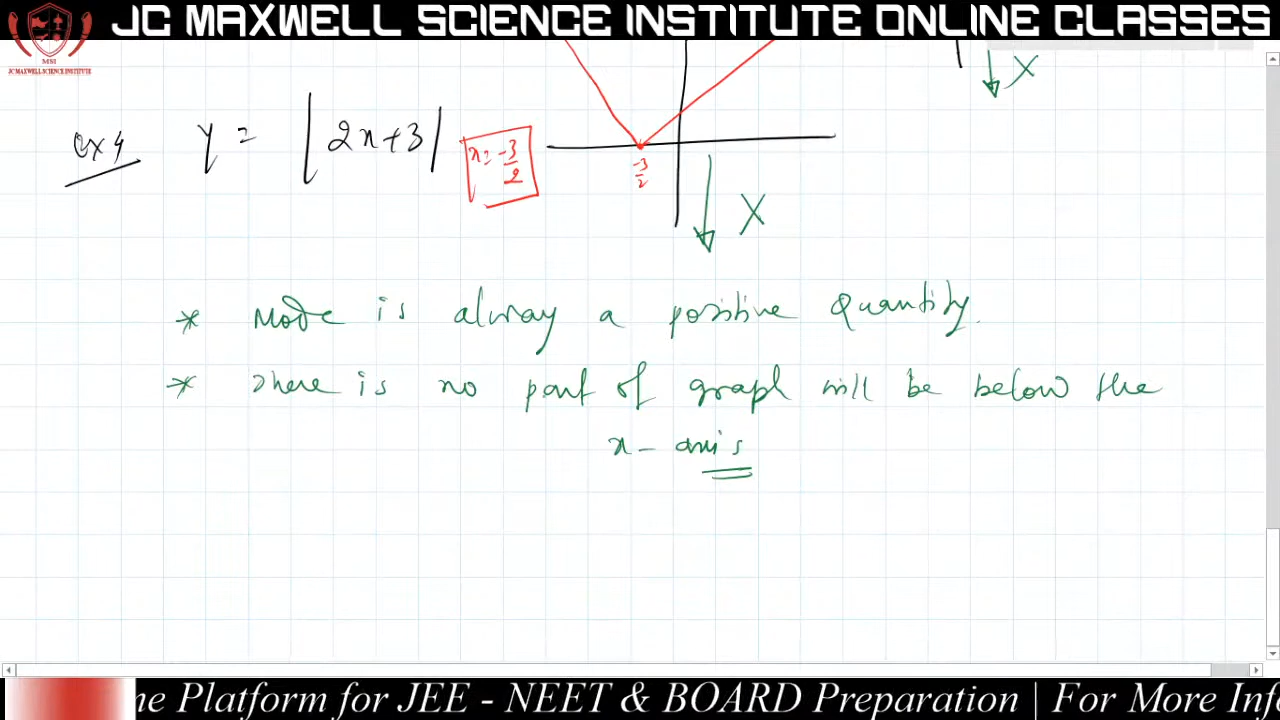 JC MAXWELL SCIENCE INSTITUTE ONLINE CLASSES
MSI
JC MAXWELL SCIENCE INSTITUTE
X
ex 4 y = |2x+3| x = -3/2
-3/2
X
* Mode is alway a positive Quantity.
* There is no part of graph will be below the
x - axis
ne Platform for JEE - NEET & BOARD Preparation | For More Info